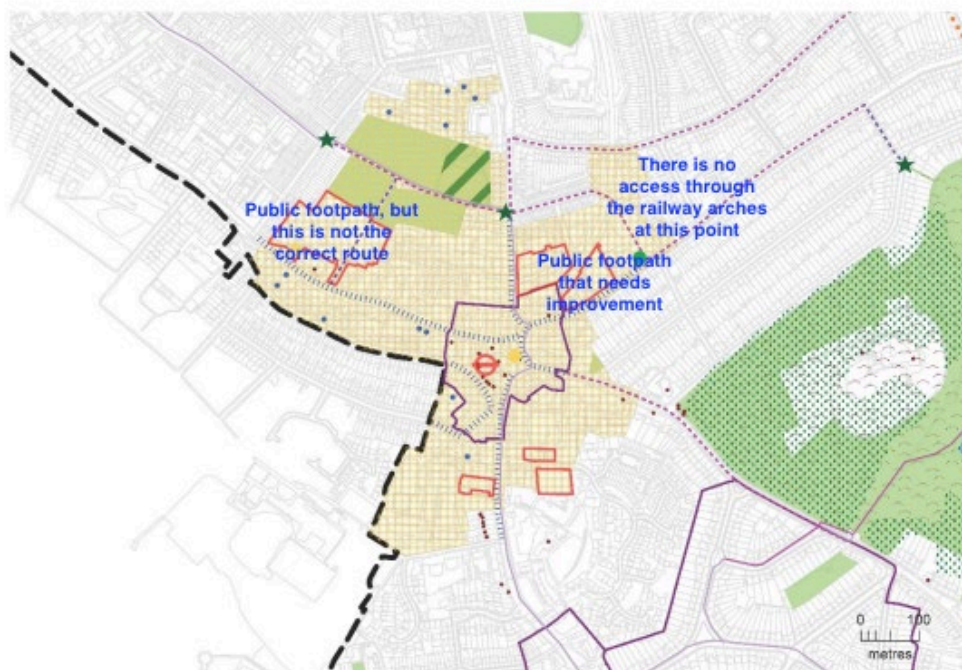 There is no
access through
the railway arches
at this point
Public footpath, but
this is not the
correct route
Public footpath
that needs
improvement
0 100
metres